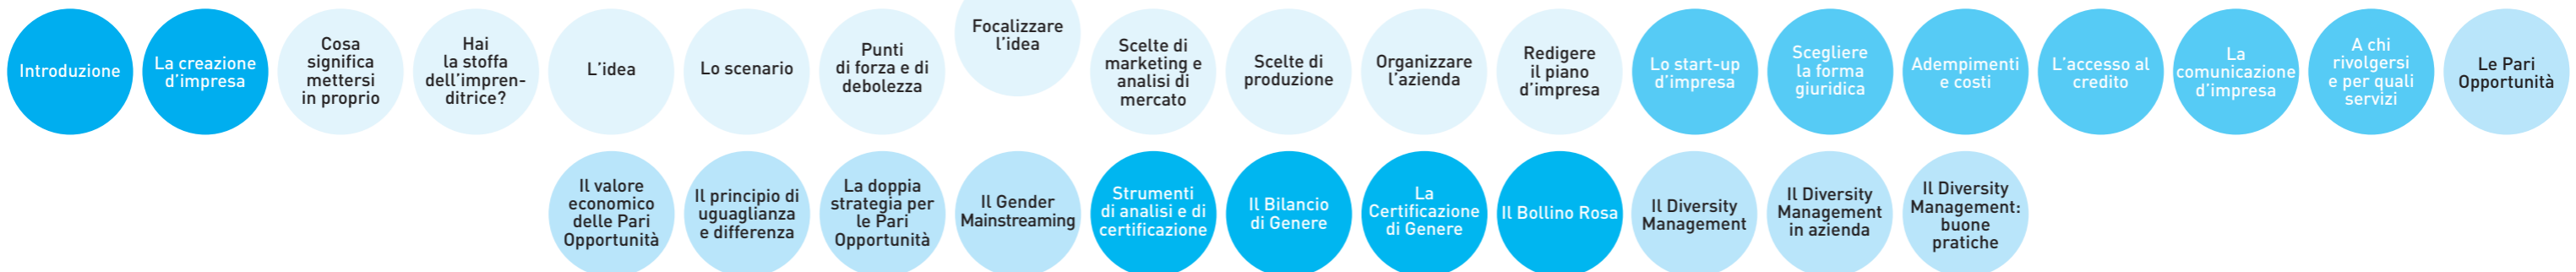 Introduzione
La creazione
d'impresa
Cosa
significa
mettersi
in proprio
Hai
la stoffa
dell'impren-
ditrice?
L'idea
Lo scenario
Punti
di forza e di
debolezza
Focalizzare
l'idea
Scelte di
marketing e
analisi di
mercato
Scelte di
produzione
Organizzare
l'azienda
Redigere
il piano
d'impresa
Lo start-up
d'impresa
Scegliere
la forma
giuridica
Adempimenti
e costi
L'accesso al
credito
La
comunicazione
d'impresa
A chi
rivolgersi
e per quali
servizi
Le Pari
Opportunità
Il valore
economico
delle Pari
Opportunità
Il principio di
uguaglianza
e differenza
La doppia
strategia per
le Pari
Opportunità
Il Gender
Mainstreaming
Strumenti
di analisi e di
certificazione
Il Bilancio
di Genere
La
Certificazione
di Genere
Il Bollino Rosa
Il Diversity
Management
Il Diversity
Management
in azienda
Il Diversity
Management:
buone
pratiche